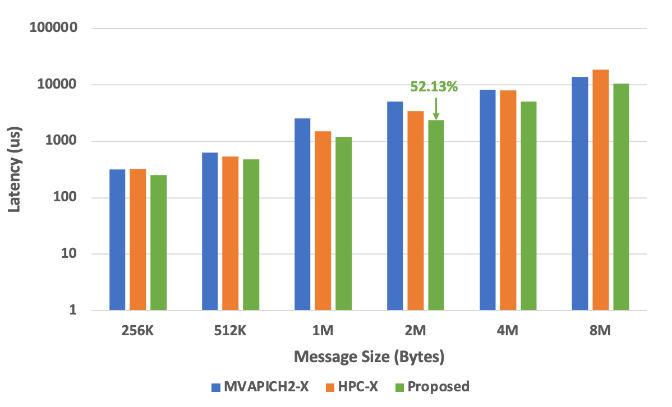 100000
10000
1000
100
10
1
Latency (us)
52.13%
256K 512K 1M 2M 4M 8M
Message Size (Bytes)
MVAPICH2-X HPC-X Proposed